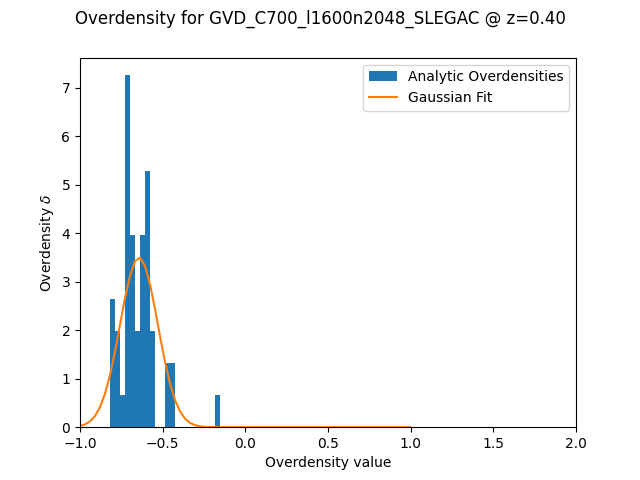 Overdensity for GVD_C700_l1600n2048_SLEGAC @ z=0.40
Analytic Overdensities
Gaussian Fit
Overdensity δ
7
6
5
4
3
2
1
0
−1.0 −0.5 0.0 0.5 1.0 1.5 2.0
Overdensity value